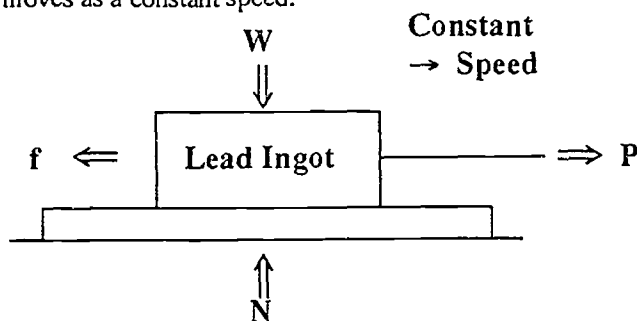 moves as a constant speed.
Constant
→ Speed
W
f
Lead Ingot
P
N